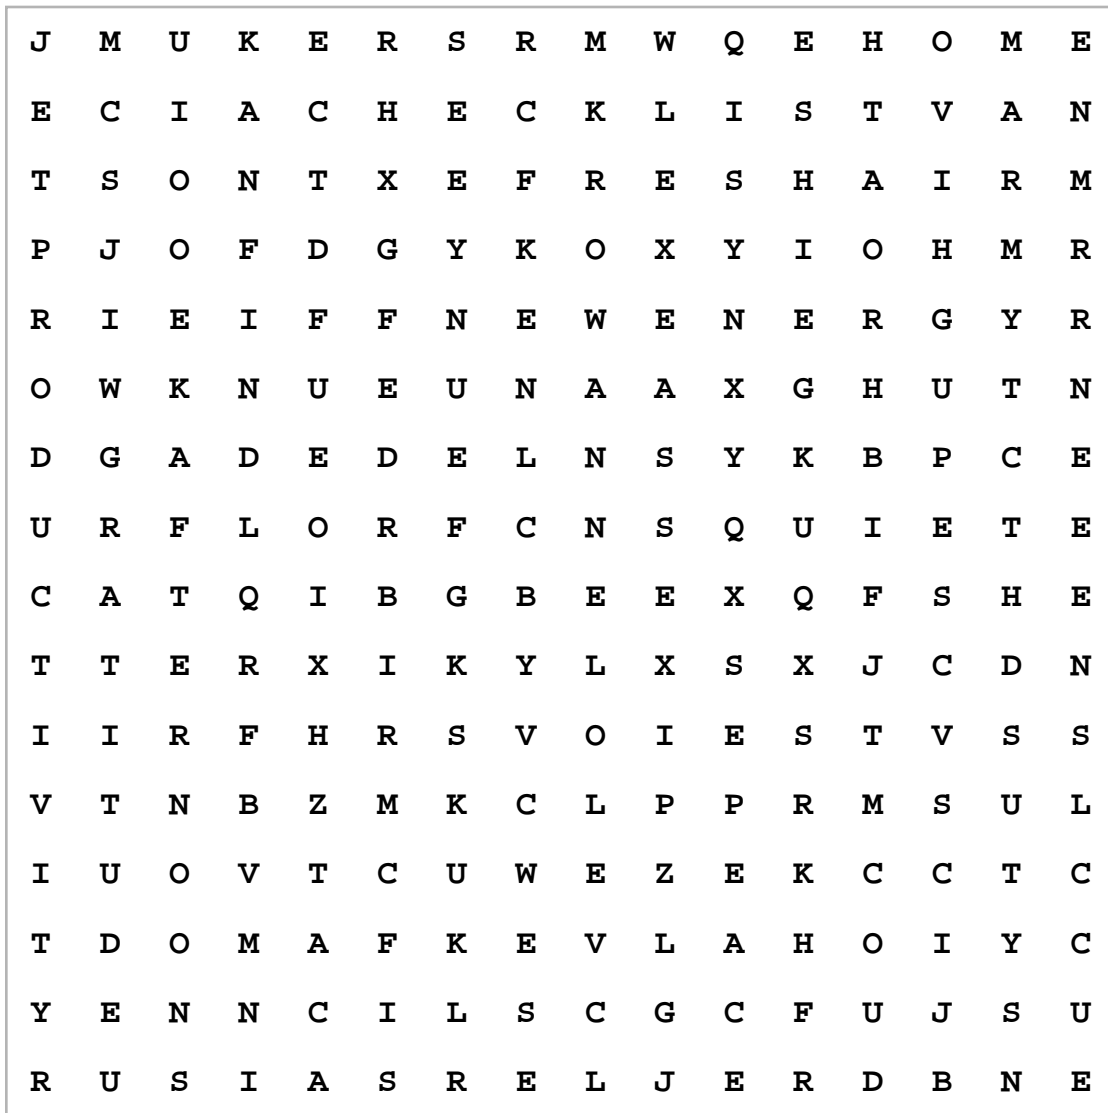 J M U K E R S R M W Q E H O M E
E C I A C H E C K L I S T V A N
T S O N T X E F R E S H A I R M
P J O F D G Y K O X Y I O H M R
R I E I F F N E W E N E R G Y R
O W K N U E U N A A X G H U T N
D G A D E D E L N S Y K B P C E
U R F L O R F C N S Q U I E T E
C A T Q I B G B E E X Q F S H E
T T E R X I K Y L X S X J C D N
I I R F H R S V O I E S T V S S
V T N B Z M K C L P P R M S U L
I U O V T C U W E Z E K C C T C
T D O M A F K E V L A H O I Y C
Y E N N C I L S C G C F U J S U
R U S I A S R E L J E R D B N E